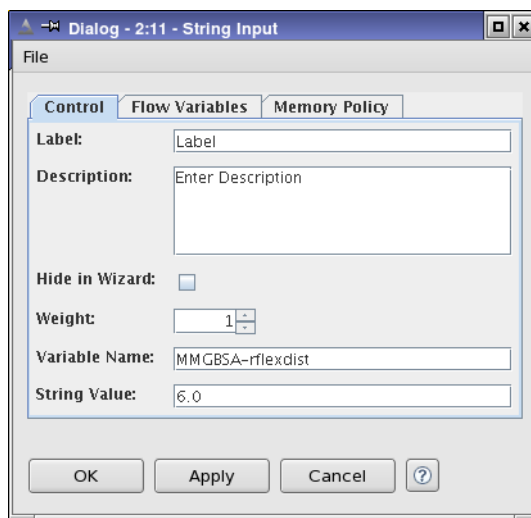 Dialog - 2:11 - String Input
File
Control Flow Variables Memory Policy
Label: Label
Description: Enter Description
Hide in Wizard:
Weight: 1
Variable Name: MMGBSA-rflexdist
String Value: 6.0
OK Apply Cancel ?